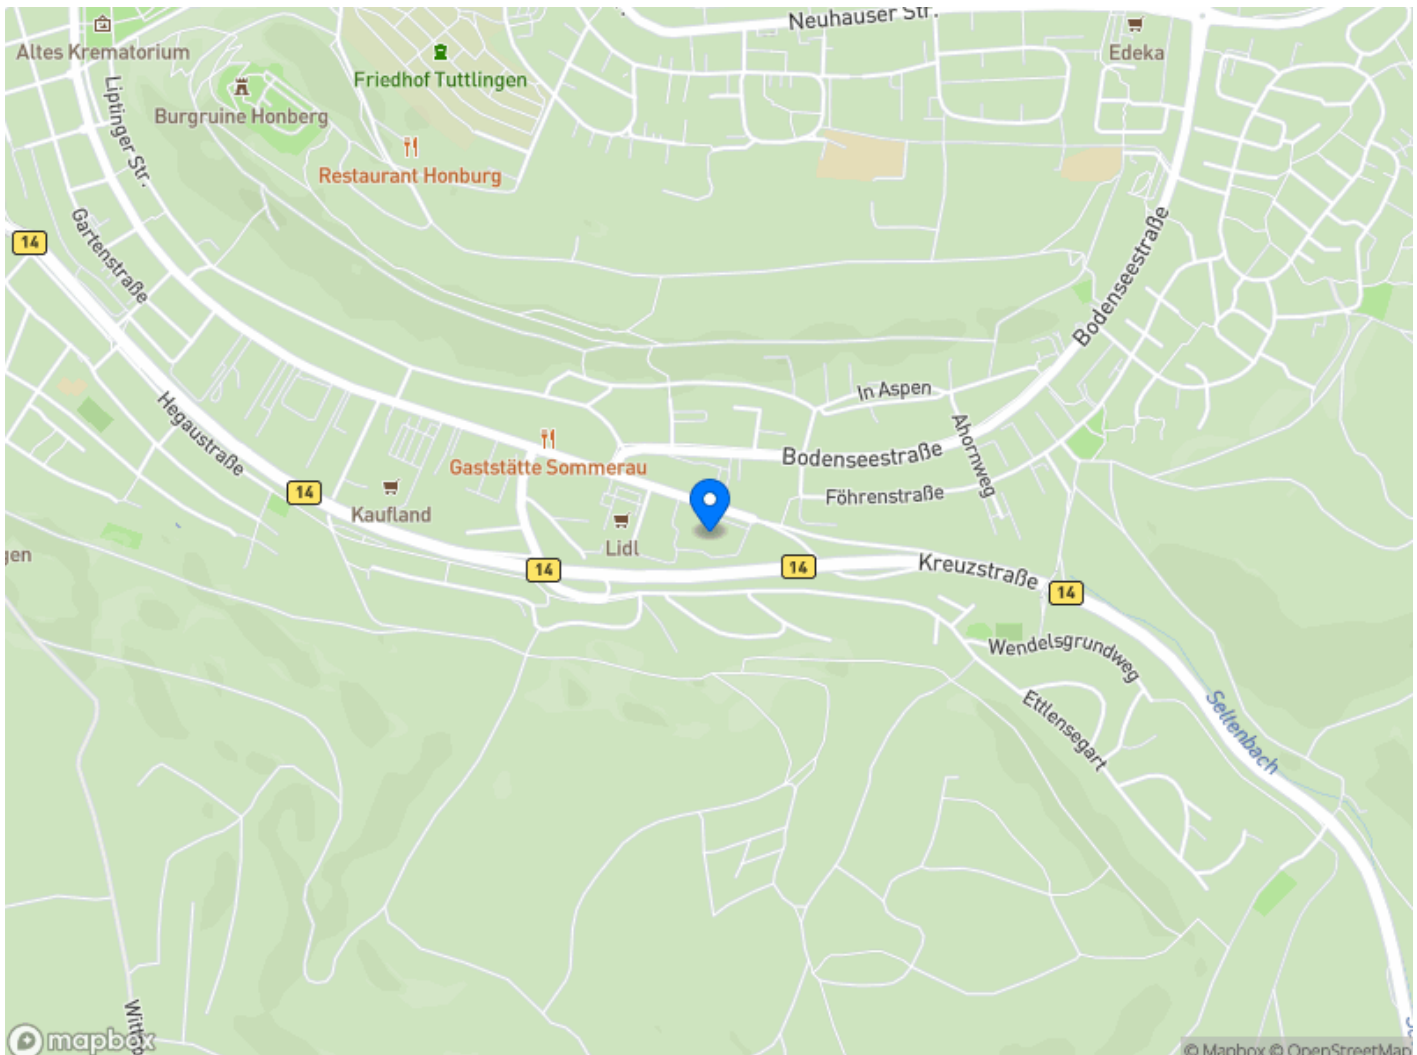 Neuhauser Str.
Edeka
Altes Krematorium
Friedhof Tuttlingen
Burgruine Honberg
Liptinger Str.
Restaurant Honburg
14
Gartenstraße
Bodenseestraße
In Aspen
Hegaustraße
Ahornweg
Gaststätte Sommerau
Bodenseestraße
14
Kaufland
Föhrenstraße
Lidl
gen
14
14
Kreuzstraße
14
Wendelsgrundweg
Ettlensegart
Seltenbach
mapbox
© Mapbox © OpenStreetMap